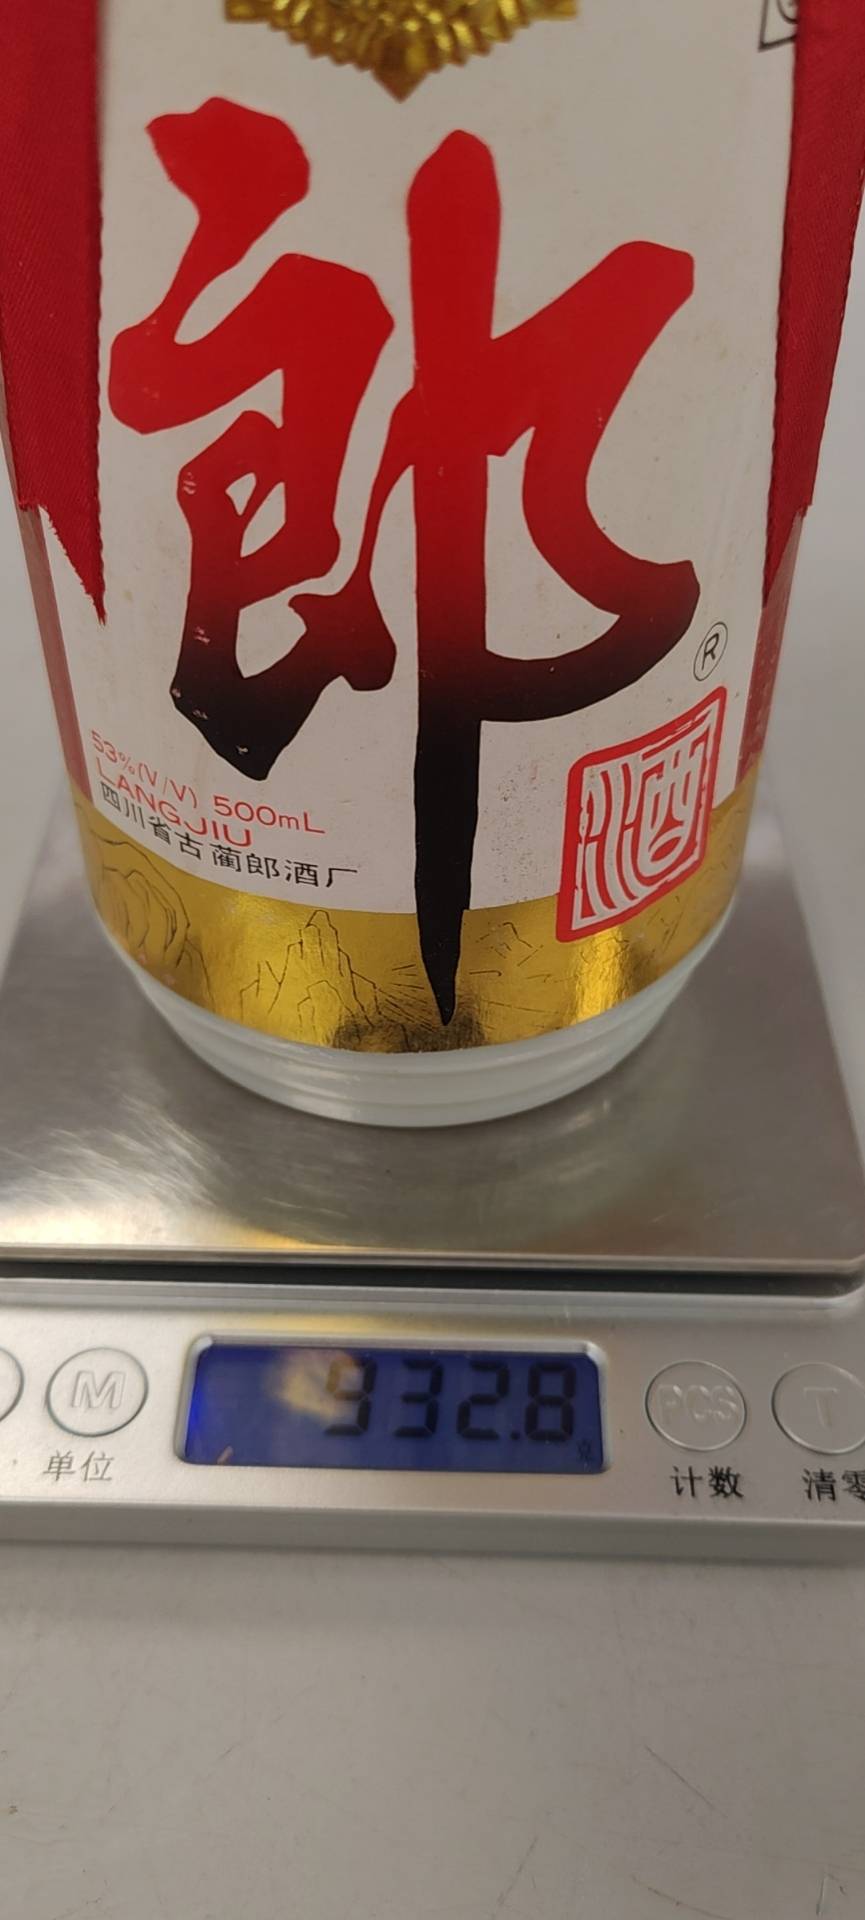 郎
®
酒
53%(V/V) 500mL
LANGJIU
四川省古蔺郎酒厂
932.8
M
单位
PCS
计数
T
清零